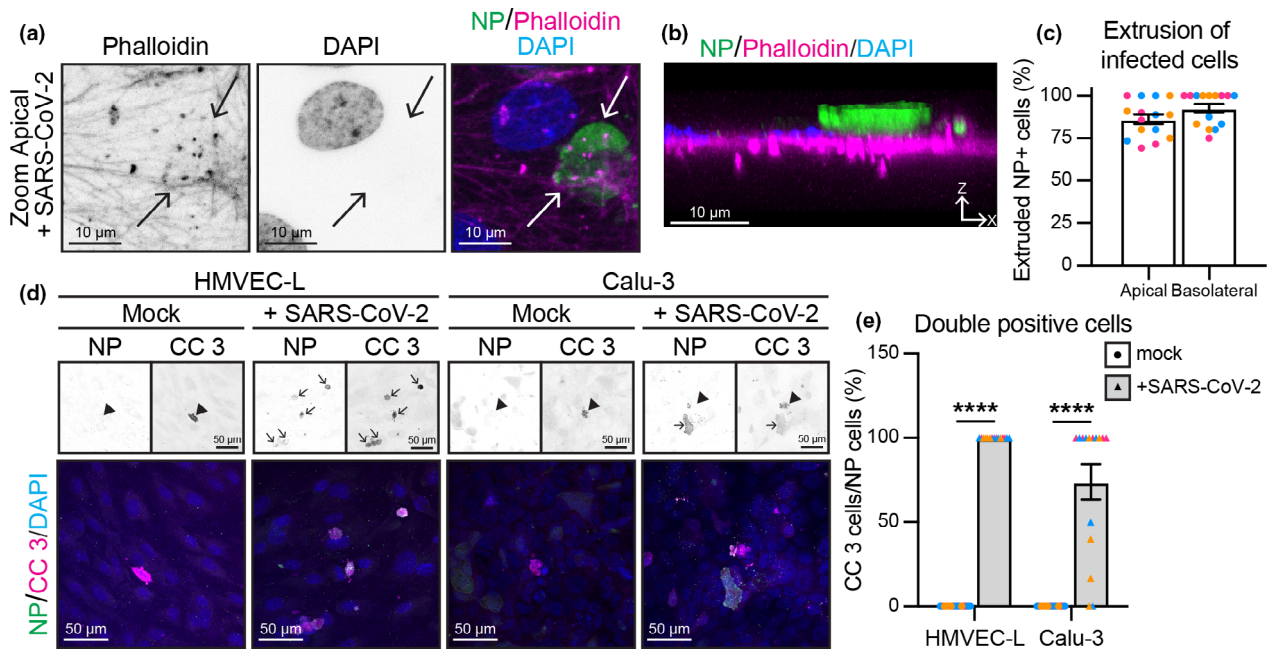 (a)
Phalloidin
DAPI
NP/Phalloidin
DAPI
Zoom Apical
+ SARS-CoV-2
10 µm
10 µm
10 µm
(b)
NP/Phalloidin/DAPI
10 µm
Z
X
(c)
Extrusion of
infected cells
Extruded NP+ cells (%)
100
75
50
25
0
Apical
Basolateral
(d)
HMVEC-L
Calu-3
Mock
+ SARS-CoV-2
Mock
+ SARS-CoV-2
NP
CC 3
NP
CC 3
NP
CC 3
NP
CC 3
50 µm
50 µm
50 µm
50 µm
NP/CC 3/DAPI
50 µm
50 µm
50 µm
50 µm
(e)
Double positive cells
mock
+SARS-CoV-2
CC 3 cells/NP cells (%)
150
100
50
0
****
****
HMVEC-L
Calu-3